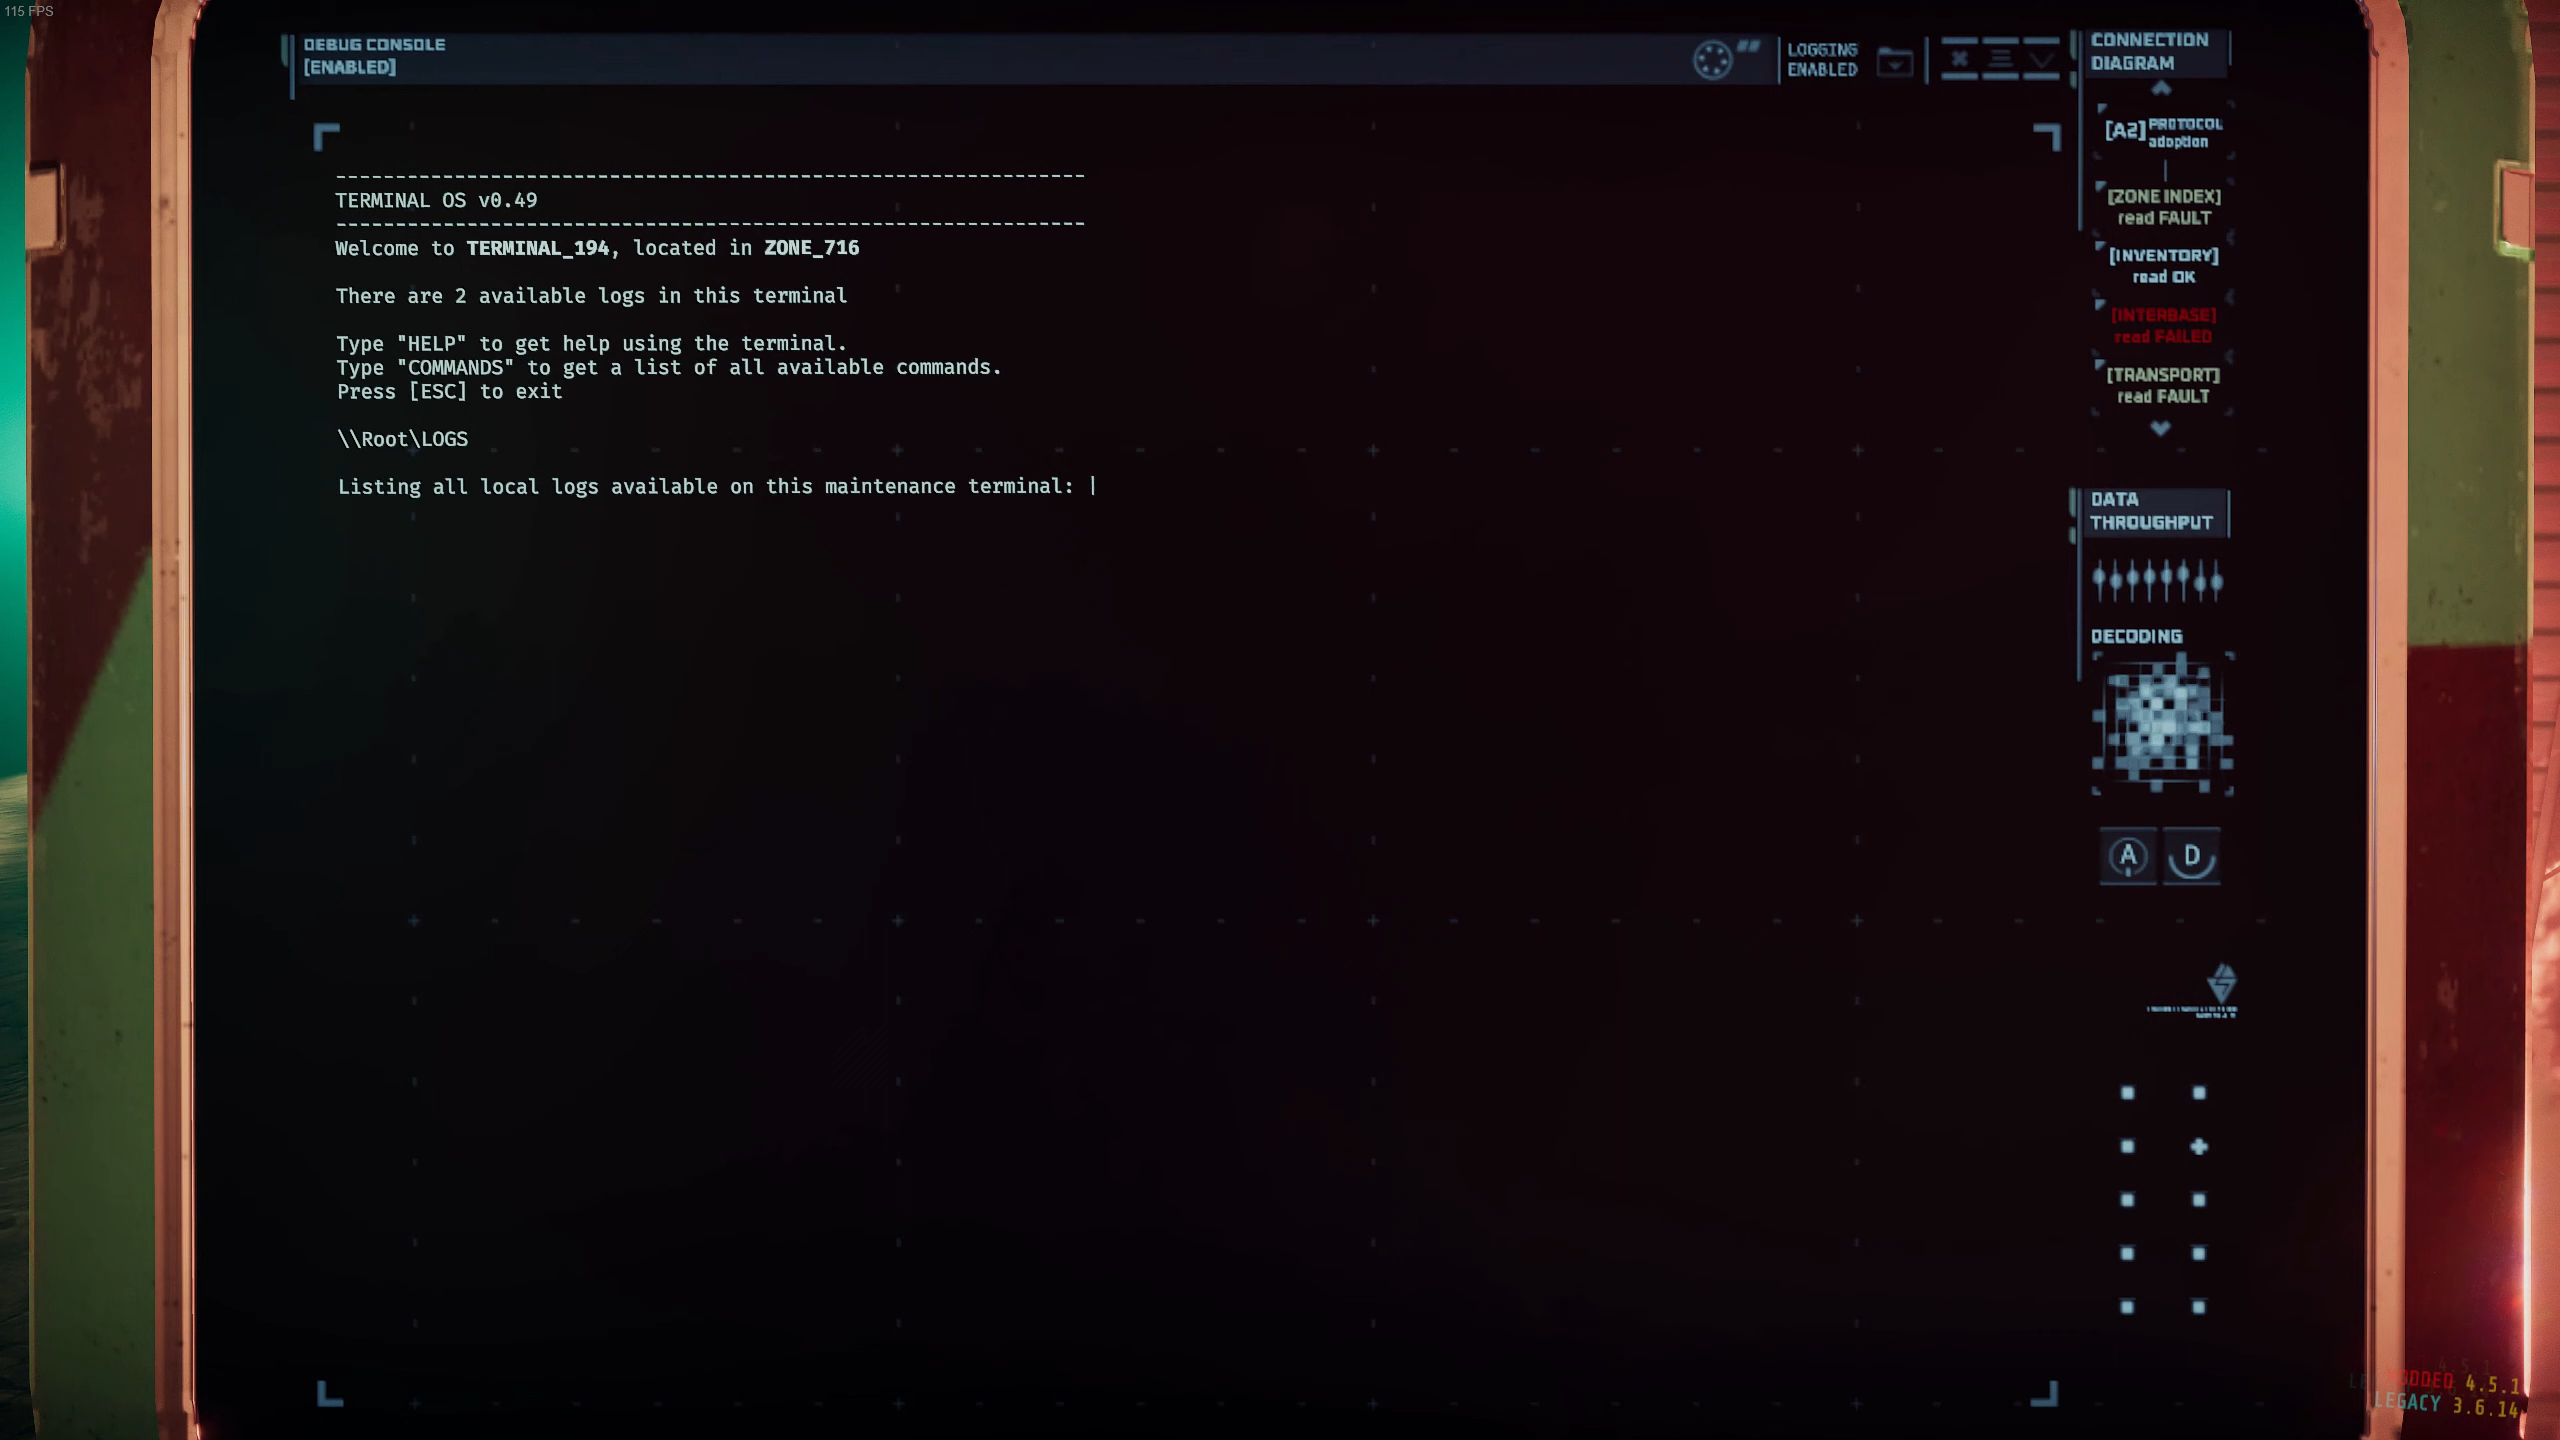 115 FPS
DEBUG CONSOLE
[ENABLED]
LOGGING
ENABLED
CONNECTION
DIAGRAM
[A2] PROTOCOL
adoption
[ZONE INDEX]
read FAULT
[INVENTORY]
read OK
[INTERBASE]
read FAILED
[TRANSPORT]
read FAULT
DATA
THROUGHPUT
DECODING
A D
---------------------------------------------------------------
TERMINAL OS v0.49
---------------------------------------------------------------
Welcome to TERMINAL_194, located in ZONE_716
There are 2 available logs in this terminal
Type "HELP" to get help using the terminal.
Type "COMMANDS" to get a list of all available commands.
Press [ESC] to exit
\\Root\LOGS
Listing all local logs available on this maintenance terminal: |
MODDED 4.5.1
LEGACY 3.6.14